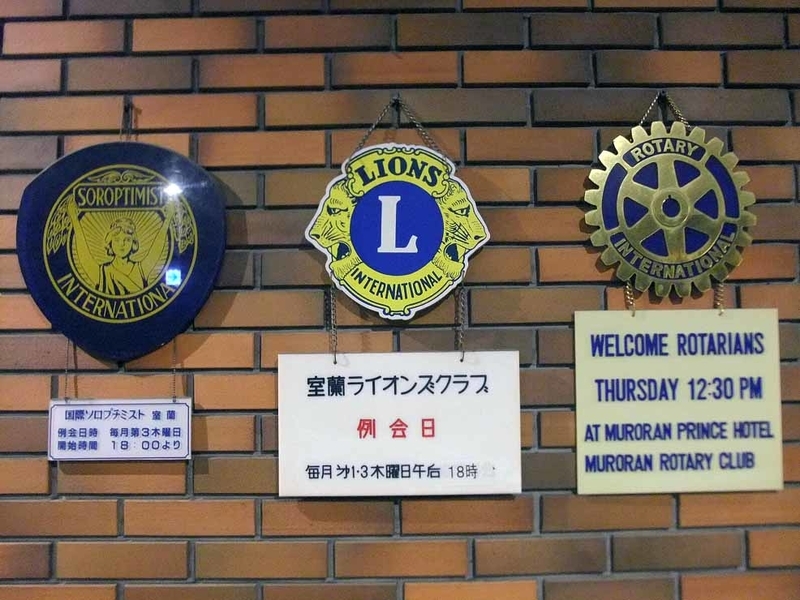 SOROPTIMIST
INTERNATIONAL
国際ソロプチミスト 室蘭
例会日時 毎月第3木曜日
開始時間 18:00より
LIONS
L
INTERNATIONAL
室蘭ライオンズクラブ
例会日
毎月第1・3木曜日午后 18時
ROTARY
INTERNATIONAL
WELCOME ROTARIANS
THURSDAY 12:30 PM
AT MURORAN PRINCE HOTEL
MURORAN ROTARY CLUB